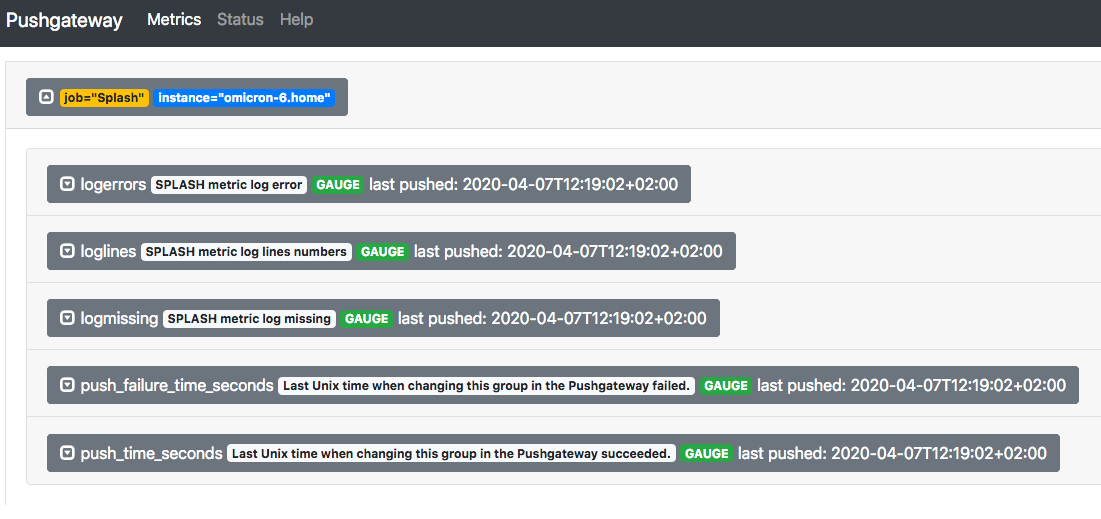 Pushgateway Metrics Status Help
job="Splash" instance="omicron-6.home"
logerrors SPLASH metric log error GAUGE last pushed: 2020-04-07T12:19:02+02:00
loglines SPLASH metric log lines numbers GAUGE last pushed: 2020-04-07T12:19:02+02:00
logmissing SPLASH metric log missing GAUGE last pushed: 2020-04-07T12:19:02+02:00
push_failure_time_seconds Last Unix time when changing this group in the Pushgateway failed. GAUGE last pushed: 2020-04-07T12:19:02+02:00
push_time_seconds Last Unix time when changing this group in the Pushgateway succeeded. GAUGE last pushed: 2020-04-07T12:19:02+02:00